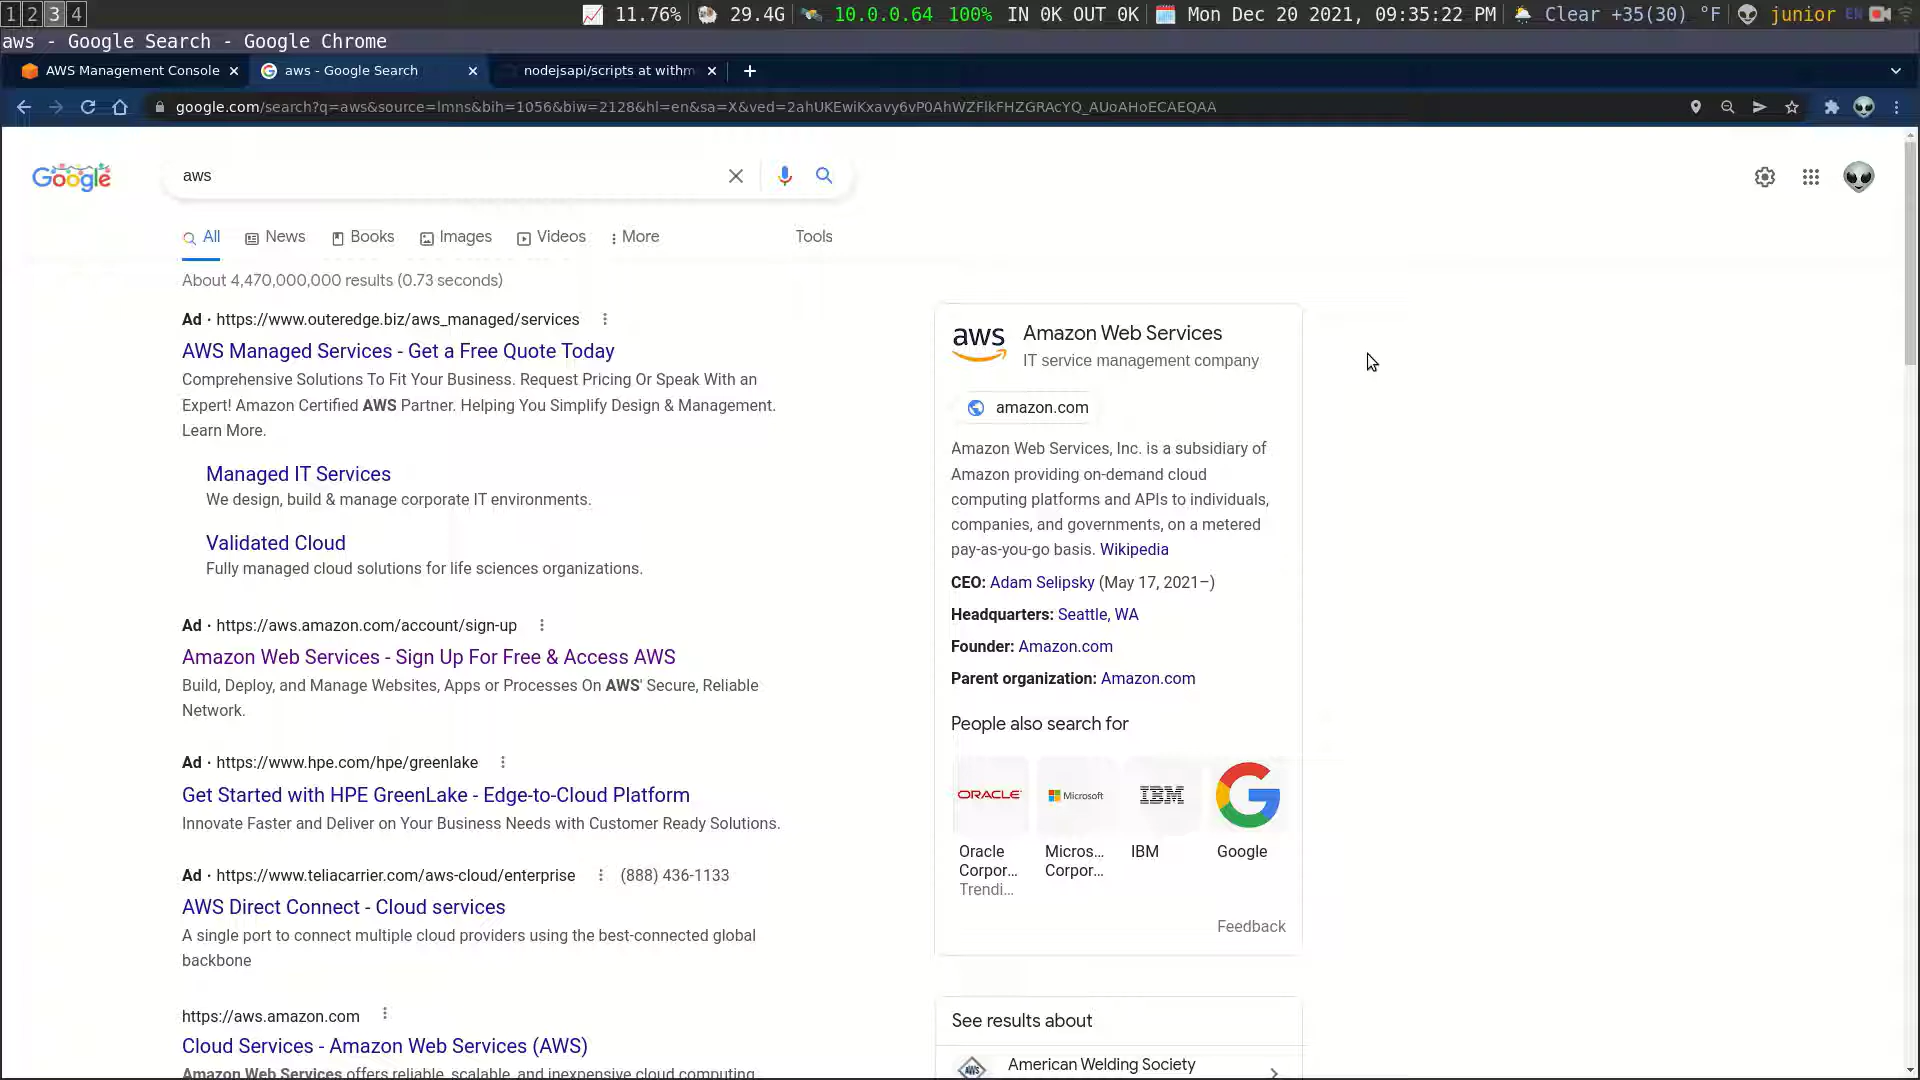 1 2 3 4 11.76% 29.4G 10.0.0.64 100% IN 0K OUT 0K Mon Dec 20 2021, 09:35:22 PM Clear +35(30) °F junior EN
aws - Google Search - Google Chrome
AWS Management Console aws - Google Search nodejsapi/scripts at withm
google.com/search?q=aws&source=lmns&bih=1056&biw=2128&hl=en&sa=X&ved=2ahUKEwiKxavy6vP0AhWZFlkFHZGRAcYQ_AUoAHoECAEQAA
Google
aws
All News Books Images Videos More Tools
About 4,470,000,000 results (0.73 seconds)
Ad · https://www.outeredge.biz/aws_managed/services
AWS Managed Services - Get a Free Quote Today
Comprehensive Solutions To Fit Your Business. Request Pricing Or Speak With an
Expert! Amazon Certified AWS Partner. Helping You Simplify Design & Management.
Learn More.
Managed IT Services
We design, build & manage corporate IT environments.
Validated Cloud
Fully managed cloud solutions for life sciences organizations.
Ad · https://aws.amazon.com/account/sign-up
Amazon Web Services - Sign Up For Free & Access AWS
Build, Deploy, and Manage Websites, Apps or Processes On AWS' Secure, Reliable
Network.
Ad · https://www.hpe.com/hpe/greenlake
Get Started with HPE GreenLake - Edge-to-Cloud Platform
Innovate Faster and Deliver on Your Business Needs with Customer Ready Solutions.
Ad · https://www.teliacarrier.com/aws-cloud/enterprise (888) 436-1133
AWS Direct Connect - Cloud services
A single port to connect multiple cloud providers using the best-connected global
backbone
https://aws.amazon.com
Cloud Services - Amazon Web Services (AWS)
Amazon Web Services offers reliable, scalable, and inexpensive cloud computing
aws
Amazon Web Services
IT service management company
amazon.com
Amazon Web Services, Inc. is a subsidiary of
Amazon providing on-demand cloud
computing platforms and APIs to individuals,
companies, and governments, on a metered
pay-as-you-go basis. Wikipedia
CEO: Adam Selipsky (May 17, 2021–)
Headquarters: Seattle, WA
Founder: Amazon.com
Parent organization: Amazon.com
People also search for
ORACLE Microsoft IBM
Oracle Micros... IBM Google
Corpor... Corpor...
Trendi...
Feedback
See results about
AWS American Welding Society